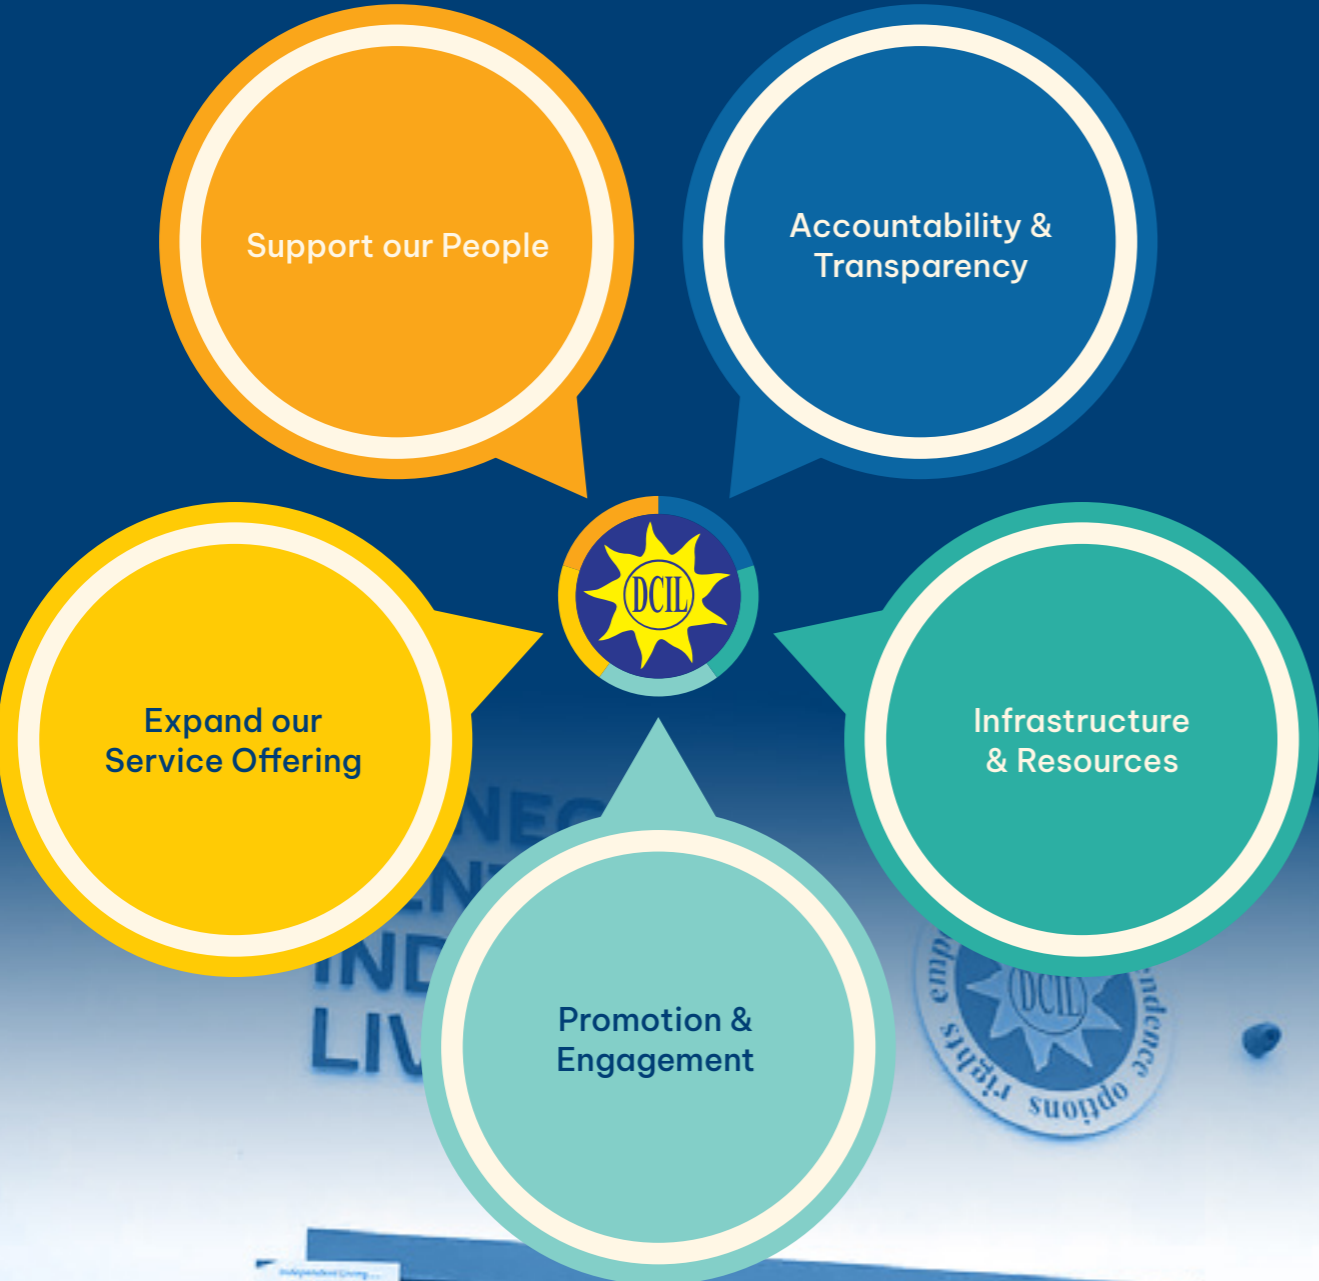 Support our People
Accountability &
Transparency
DCIL
Expand our
Service Offering
Infrastructure
& Resources
Promotion &
Engagement
DCIL
rights
options